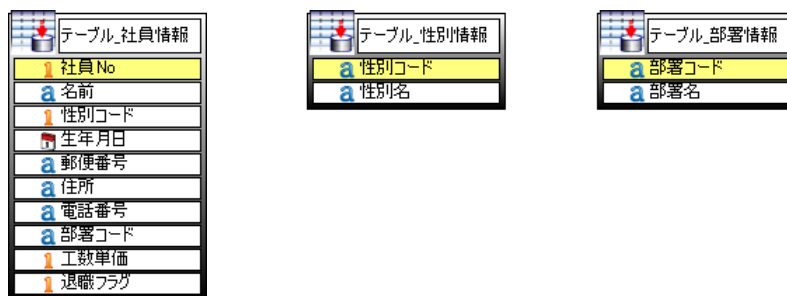 テーブル_社員情報
社員No
名前
性別コード
生年月日
郵便番号
住所
電話番号
部署コード
工数単価
退職フラグ
テーブル_性別情報
性別コード
性別名
テーブル_部署情報
部署コード
部署名